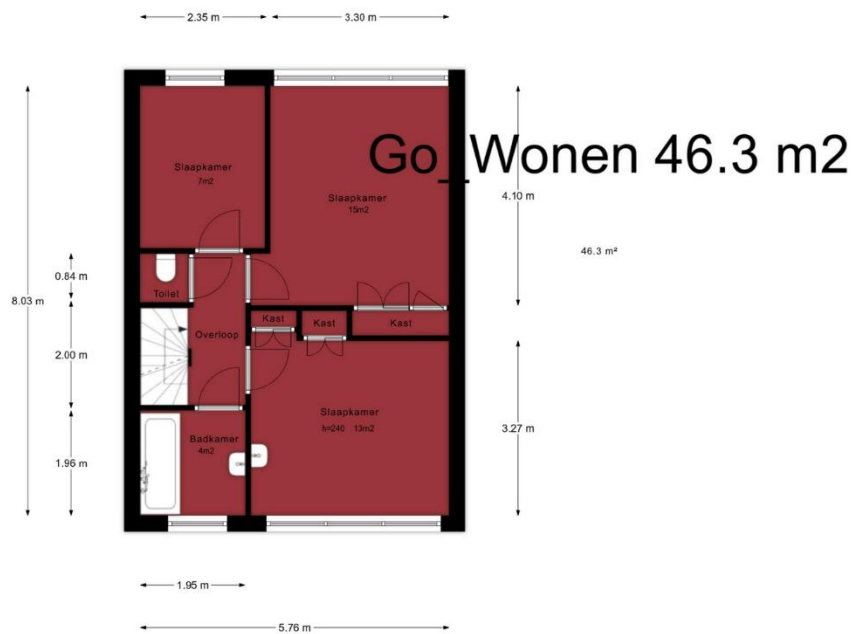 2.35 m
3.30 m
Go_Wonen 46.3 m2
Slaapkamer
7m2
Slaapkamer
15m2
4.10 m
46.3 m²
0.84 m
Toilet
8.03 m
Kast
Kast
Kast
Overloop
2.00 m
Slaapkamer
h=240 13m2
3.27 m
Badkamer
4m2
1.96 m
1.95 m
5.76 m